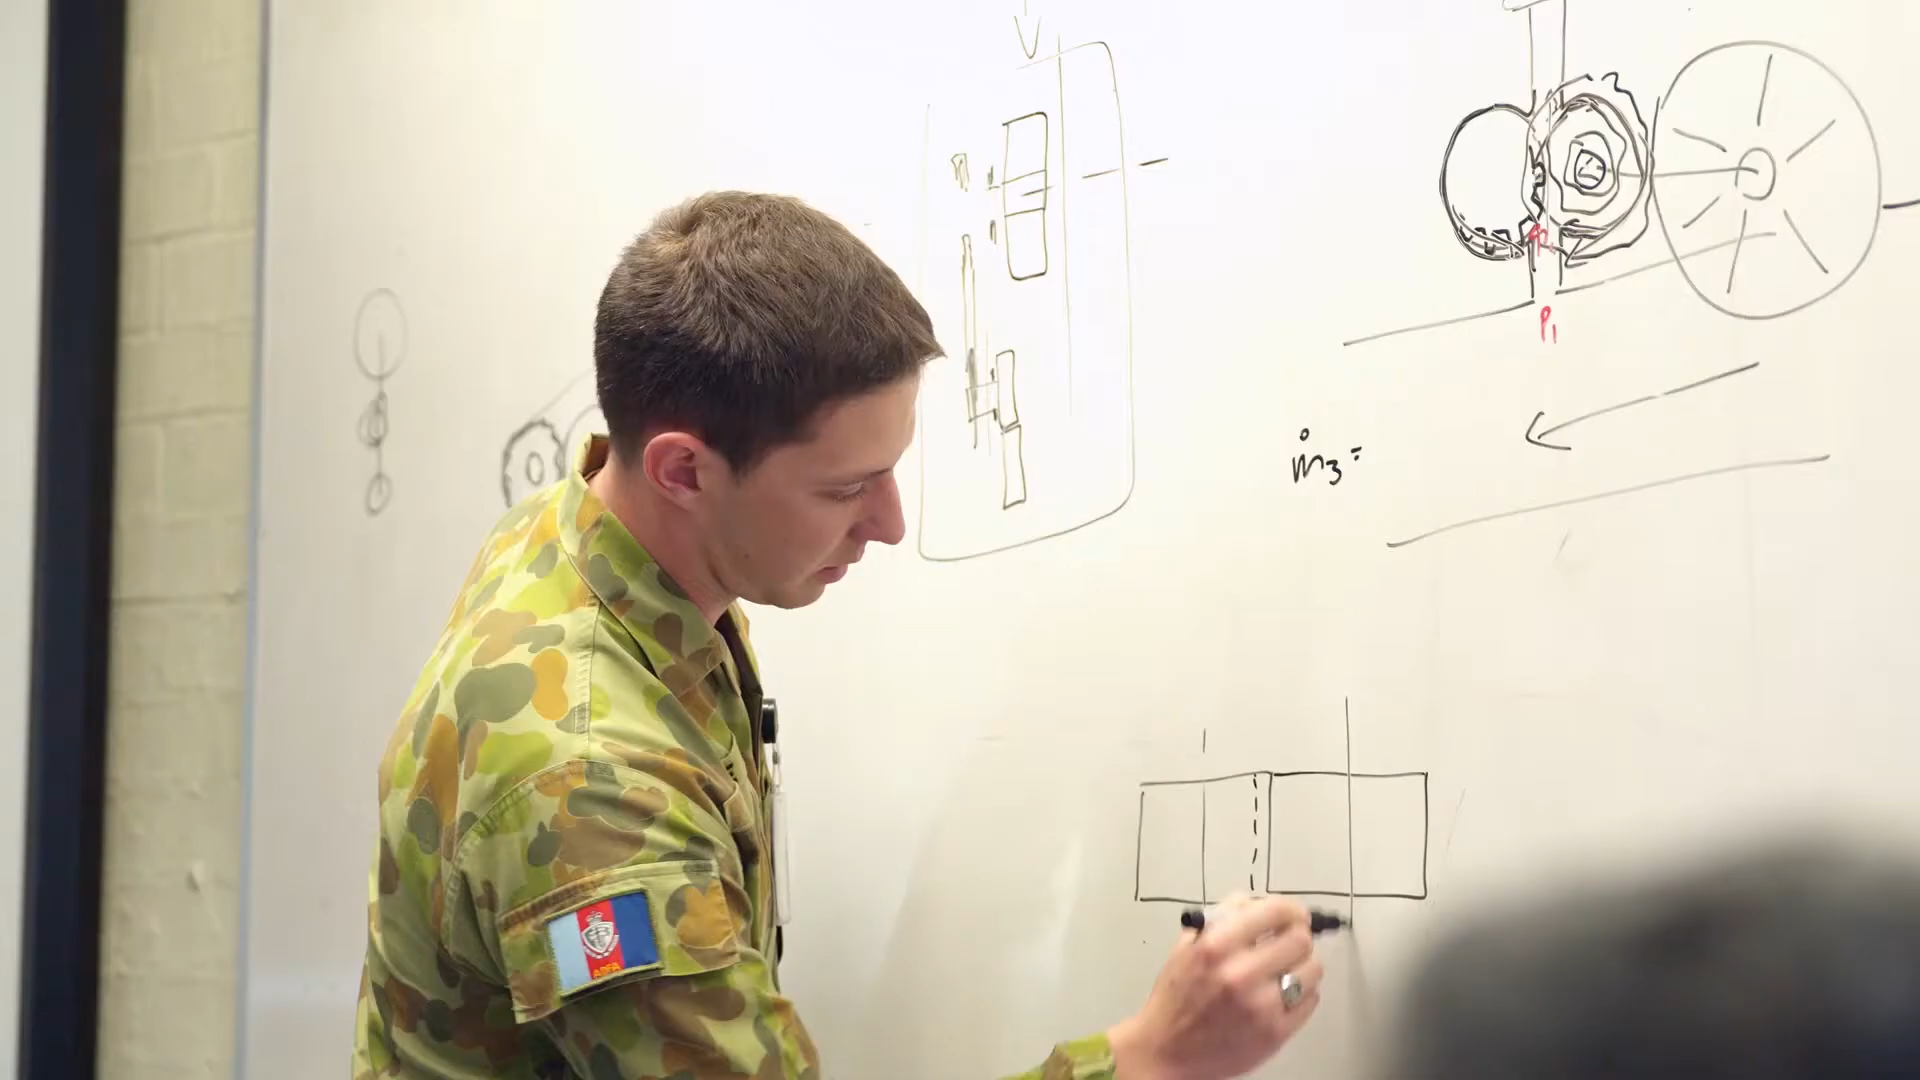 P₁
ṁ₃ =
ADFA